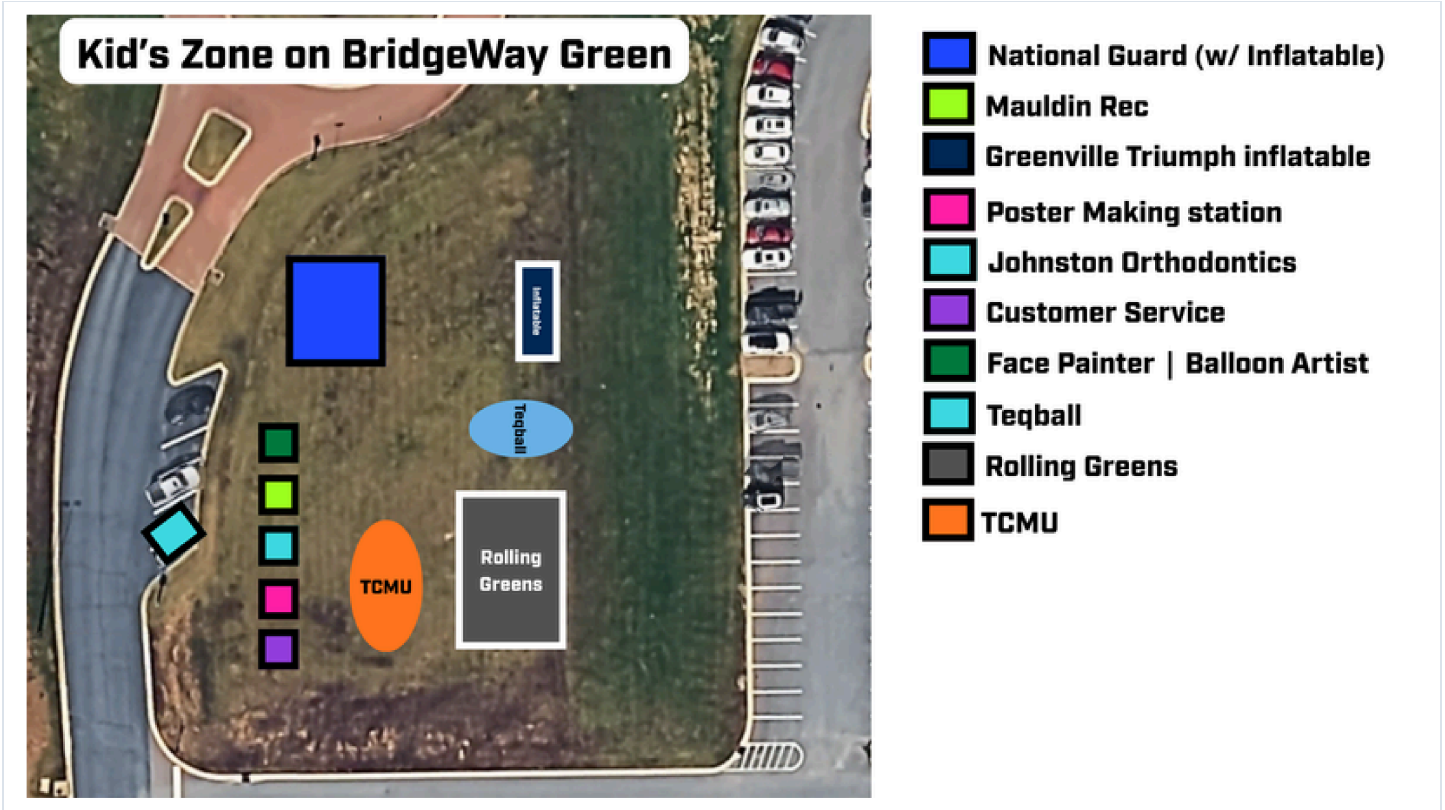 Kid's Zone on BridgeWay Green
Inflatable
Teqball
TCMU
Rolling
Greens
National Guard (w/ Inflatable)
Mauldin Rec
Greenville Triumph inflatable
Poster Making station
Johnston Orthodontics
Customer Service
Face Painter | Balloon Artist
Teqball
Rolling Greens
TCMU